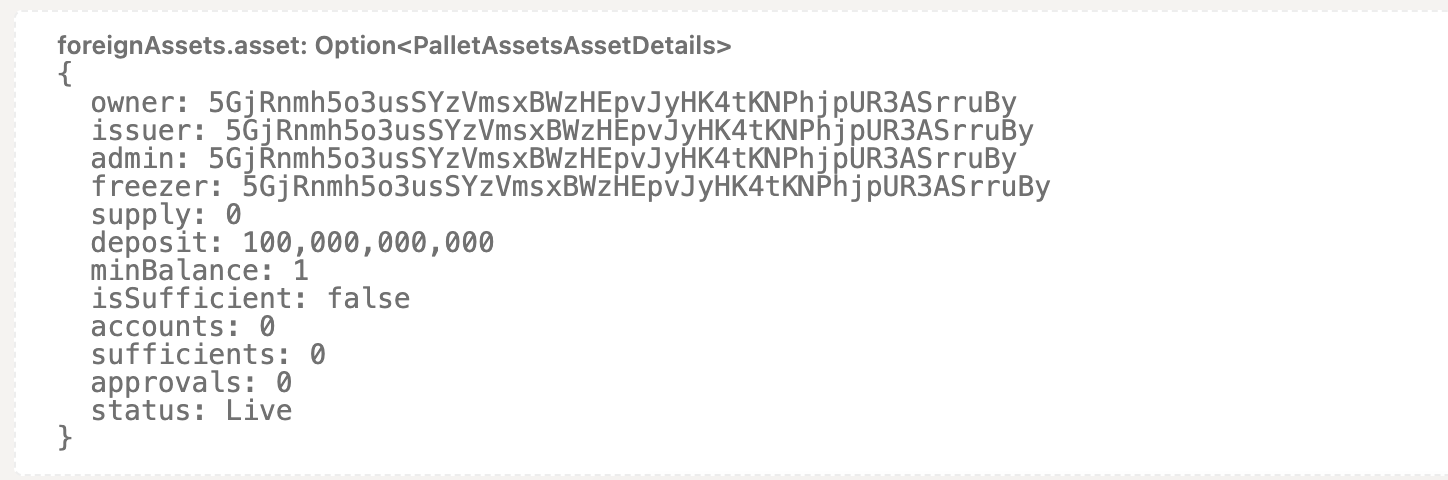 foreignAssets.asset: Option<PalletAssetsAssetDetails>
{
  owner: 5GjRnmh5o3usSYzVmsxBWzHEpvJyHK4tKNPhjpUR3ASrruBy
  issuer: 5GjRnmh5o3usSYzVmsxBWzHEpvJyHK4tKNPhjpUR3ASrruBy
  admin: 5GjRnmh5o3usSYzVmsxBWzHEpvJyHK4tKNPhjpUR3ASrruBy
  freezer: 5GjRnmh5o3usSYzVmsxBWzHEpvJyHK4tKNPhjpUR3ASrruBy
  supply: 0
  deposit: 100,000,000,000
  minBalance: 1
  isSufficient: false
  accounts: 0
  sufficients: 0
  approvals: 0
  status: Live
}